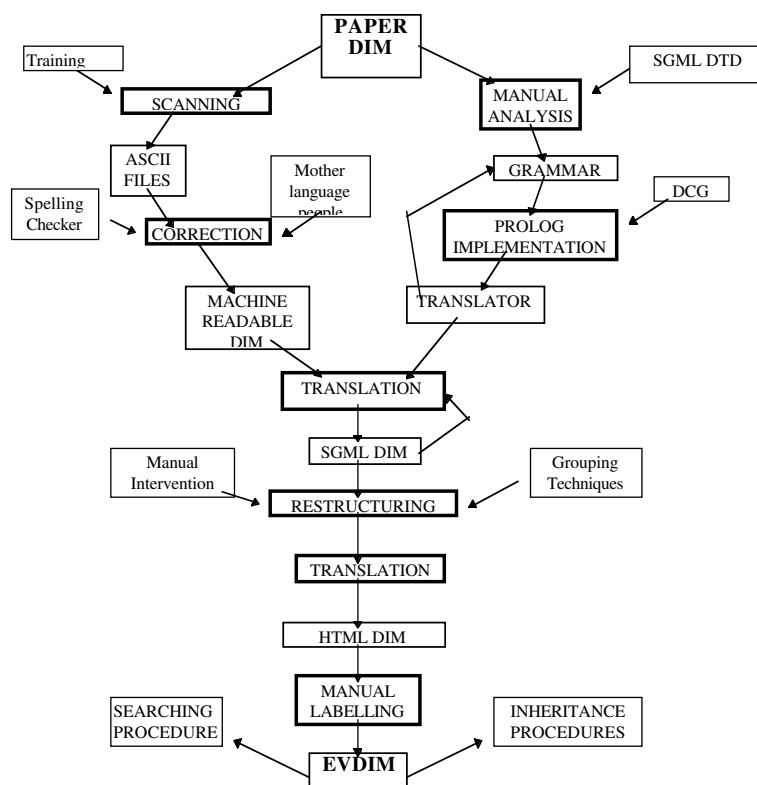 PAPER
DIM
Training
SGML DTD
SCANNING
MANUAL
ANALYSIS
ASCII
FILES
Mother
language
people
GRAMMAR
DCG
Spelling
Checker
CORRECTION
PROLOG
IMPLEMENTATION
MACHINE
READABLE
DIM
TRANSLATOR
TRANSLATION
SGML DIM
Manual
Intervention
Grouping
Techniques
RESTRUCTURING
TRANSLATION
HTML DIM
MANUAL
LABELLING
SEARCHING
PROCEDURE
INHERITANCE
PROCEDURES
EVDIM